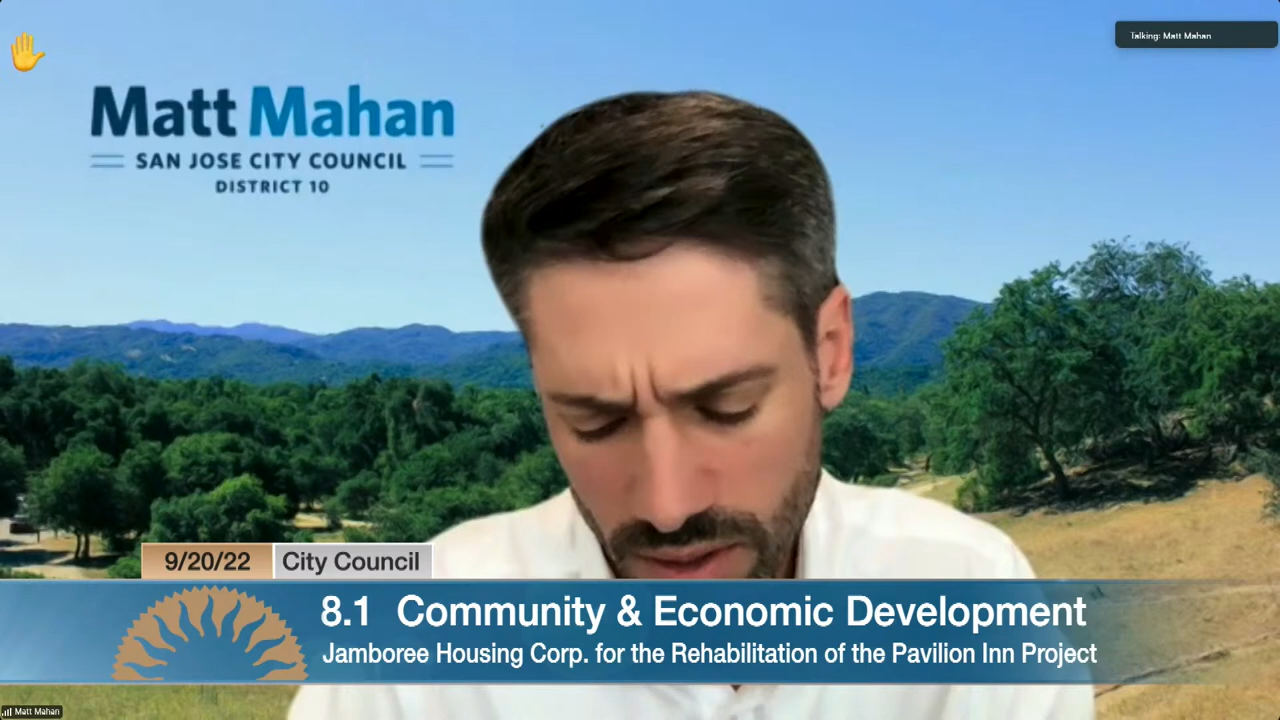 Talking: Matt Mahan
Matt Mahan
SAN JOSE CITY COUNCIL
DISTRICT 10
9/20/22 City Council
8.1 Community & Economic Development
Jamboree Housing Corp. for the Rehabilitation of the Pavilion Inn Project
Matt Mahan